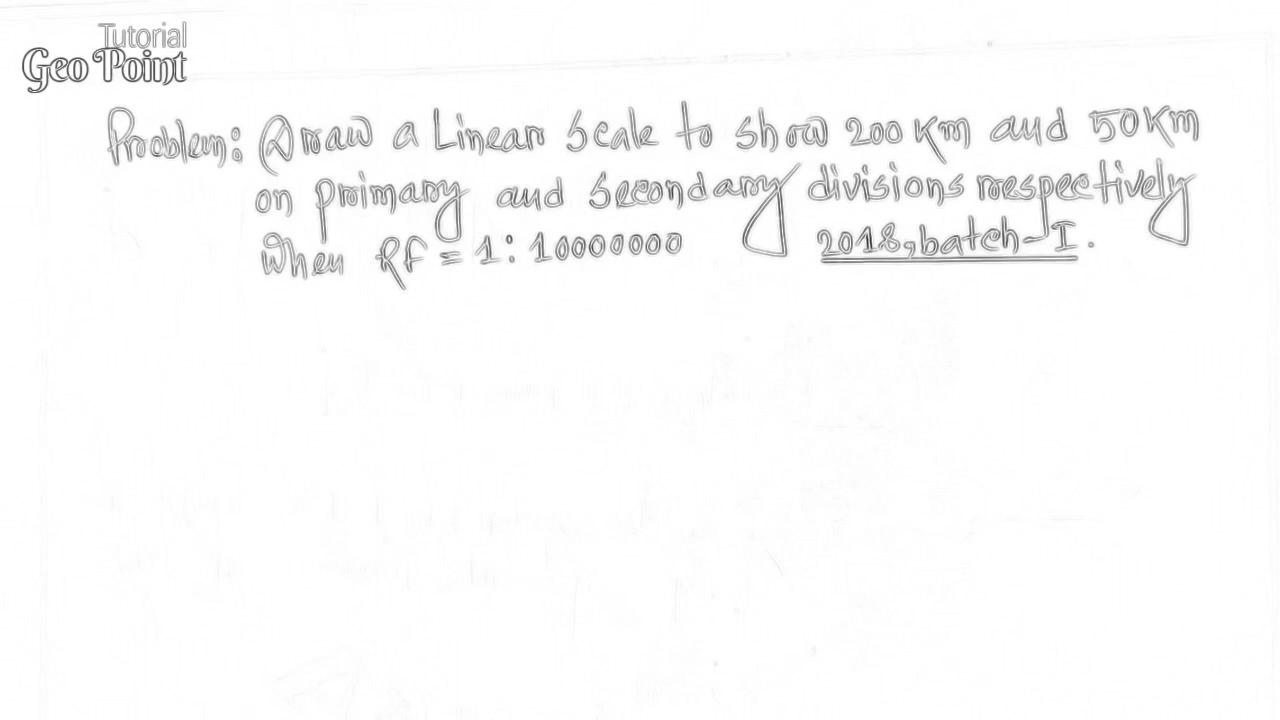 Tutorial
Geo Point
Problem: Draw a Linear Scale to show 200 Km and 50 Km
on primary and secondary divisions respectively
when RF = 1: 10000000 2018, batch-I.